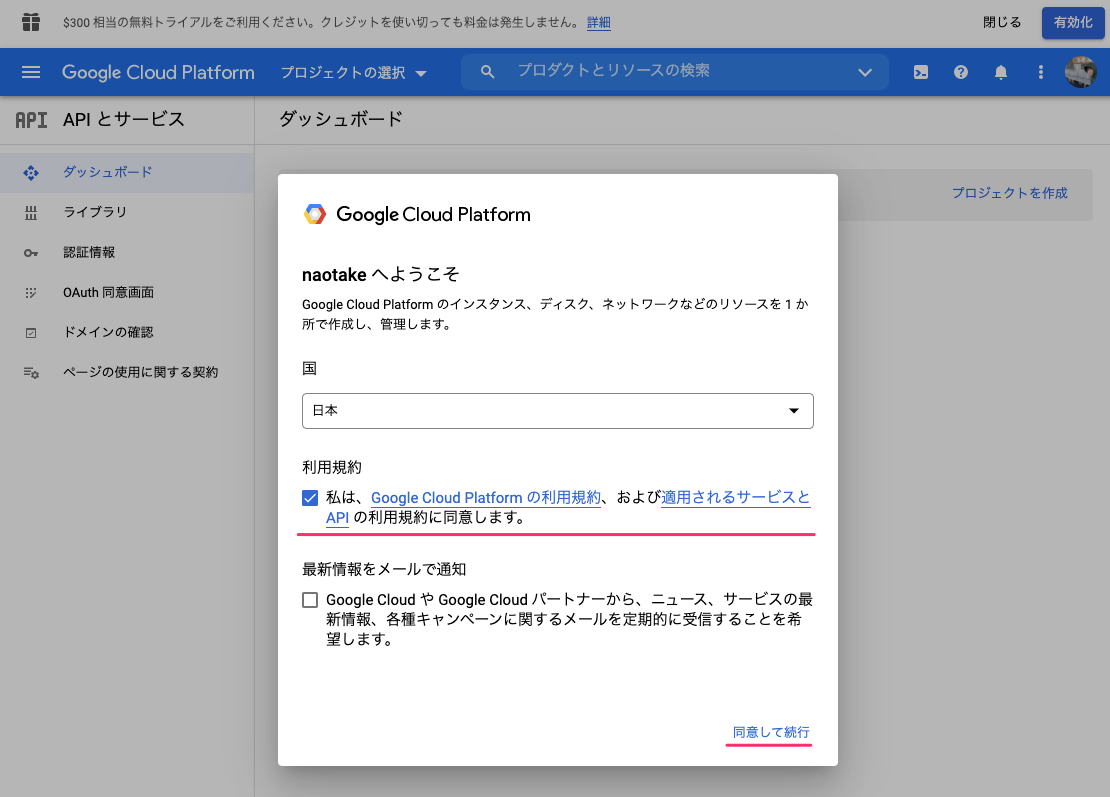 $300 相当の無料トライアルをご利用ください。クレジットを使い切っても料金は発生しません。 詳細
閉じる
有効化
Google Cloud Platform
プロジェクトの選択
プロダクトとリソースの検索
API
API とサービス
ダッシュボード
ダッシュボード
ライブラリ
認証情報
OAuth 同意画面
ドメインの確認
ページの使用に関する契約
プロジェクトを作成
Google Cloud Platform
naotake へようこそ
Google Cloud Platform のインスタンス、ディスク、ネットワークなどのリソースを 1 か
所で作成し、管理します。
国
日本
利用規約
私は、Google Cloud Platform の利用規約、および適用されるサービスと
API の利用規約に同意します。
最新情報をメールで通知
Google Cloud や Google Cloud パートナーから、ニュース、サービスの最
新情報、各種キャンペーンに関するメールを定期的に受信することを希
望します。
同意して続行